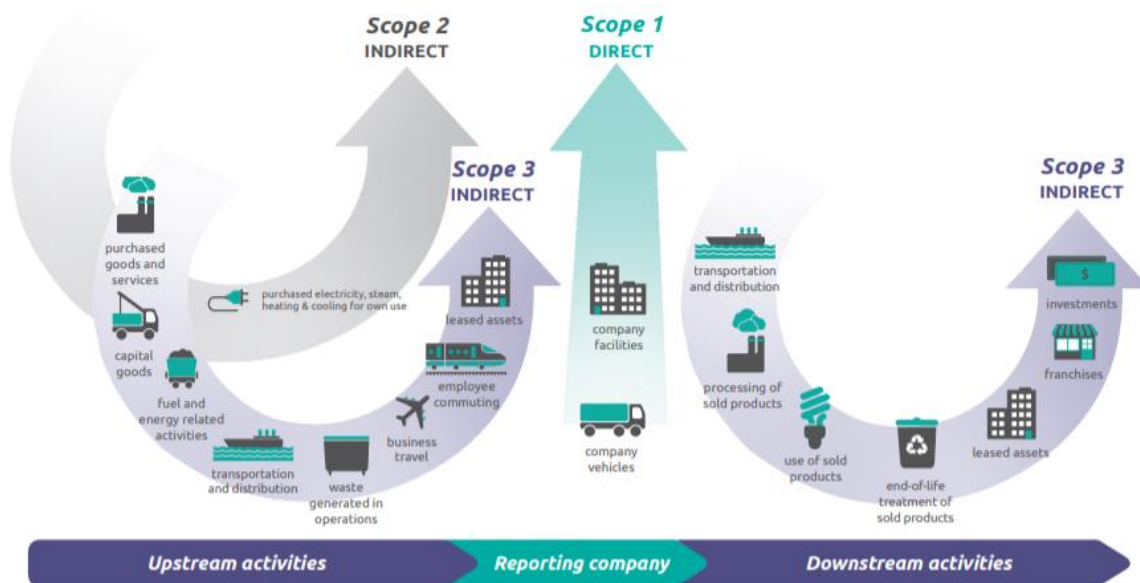 Scope 2
INDIRECT
Scope 1
DIRECT
Scope 3
INDIRECT
Scope 3
INDIRECT
purchased
goods and
services
capital
goods
fuel and
energy related
activities
transportation
and distribution
waste
generated in
operations
business
travel
employee
commuting
leased assets
purchased electricity, steam,
heating & cooling for own use
company
facilities
company
vehicles
transportation
and distribution
processing of
sold products
use of sold
products
end-of-life
treatment of
sold products
leased assets
franchises
investments
$
Upstream activities
Reporting company
Downstream activities